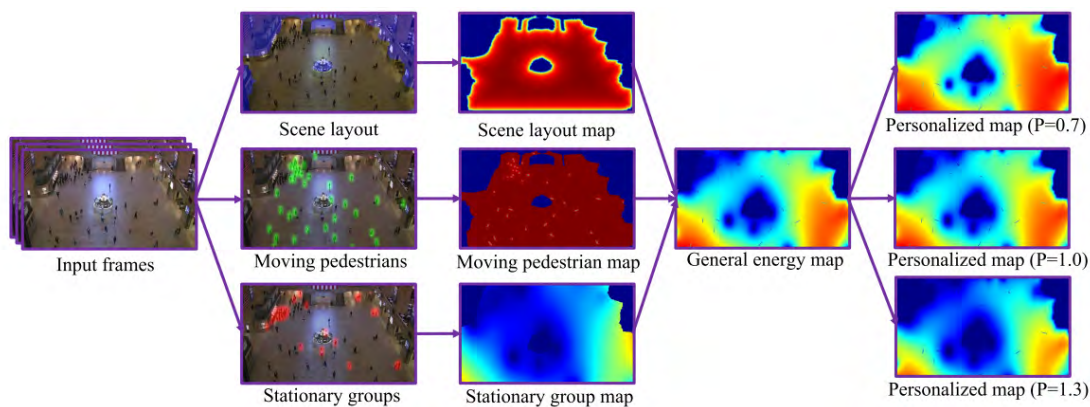 Input frames
Scene layout
Moving pedestrians
Stationary groups
Scene layout map
Moving pedestrian map
Stationary group map
General energy map
Personalized map (P=0.7)
Personalized map (P=1.0)
Personalized map (P=1.3)